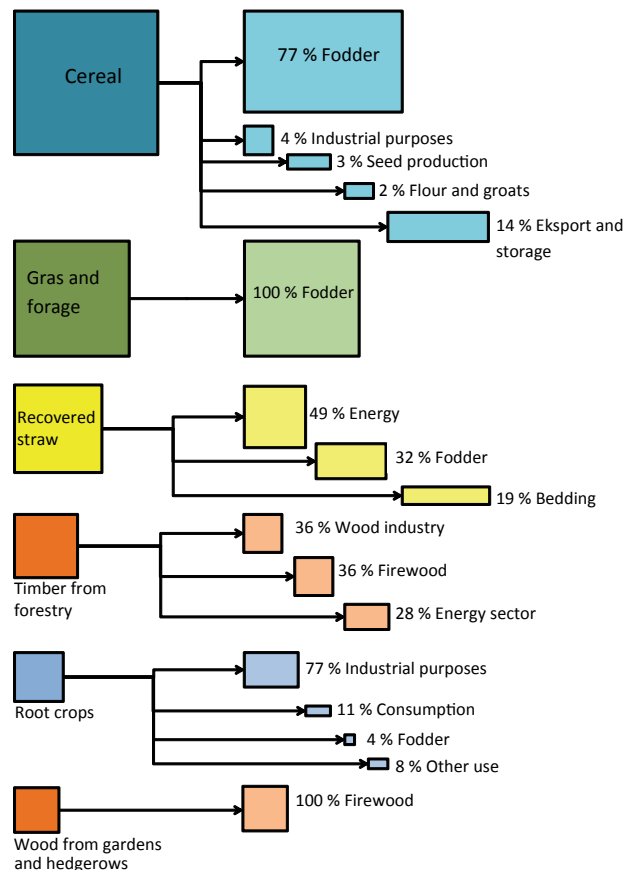 Cereal
77 % Fodder
4 % Industrial purposes
3 % Seed production
2 % Flour and groats
14 % Eksport and
storage
Gras and
forage
100 % Fodder
Recovered
straw
49 % Energy
32 % Fodder
19 % Bedding
Timber from
forestry
36 % Wood industry
36 % Firewood
28 % Energy sector
Root crops
77 % Industrial purposes
11 % Consumption
4 % Fodder
8 % Other use
Wood from gardens
and hedgerows
100 % Firewood